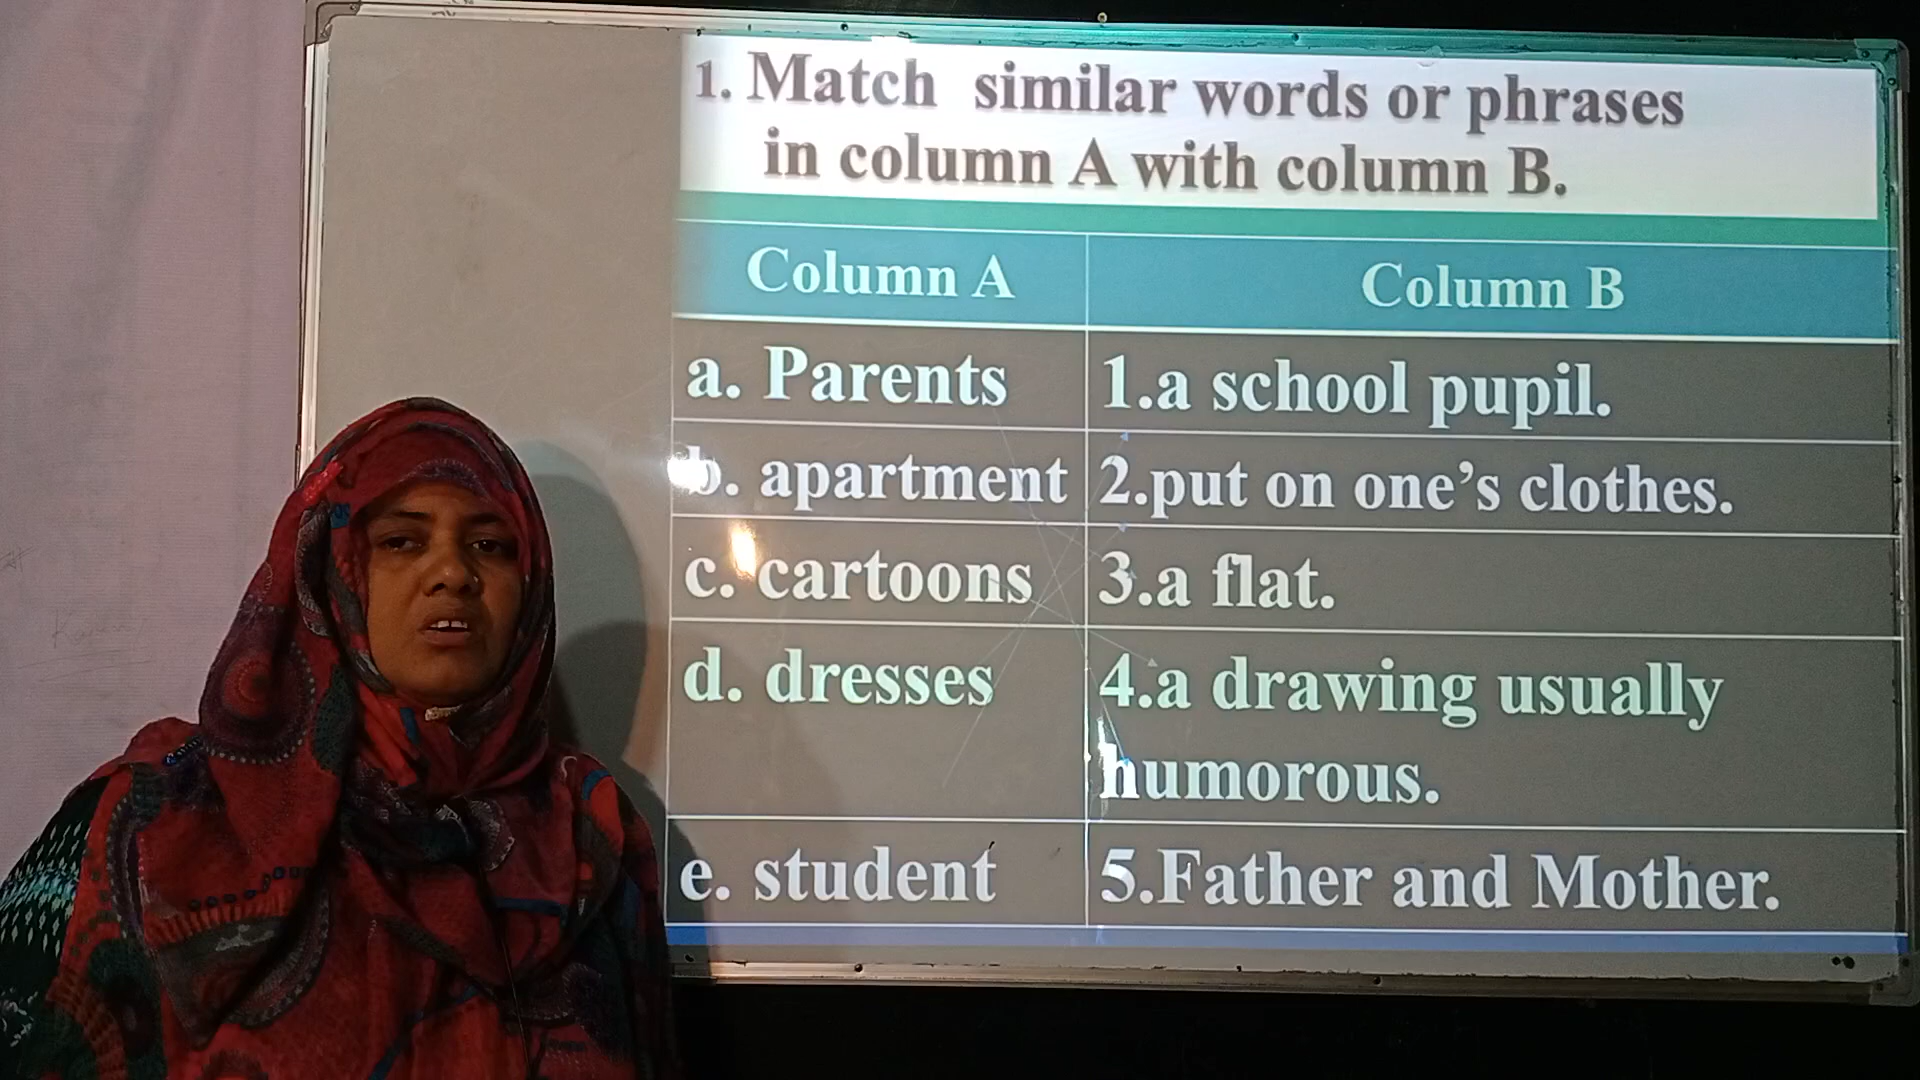 1. Match similar words or phrases
in column A with column B.
Column A Column B
a. Parents 1.a school pupil.
b. apartment 2.put on one’s clothes.
c. cartoons 3.a flat.
d. dresses 4.a drawing usually
humorous.
e. student 5.Father and Mother.